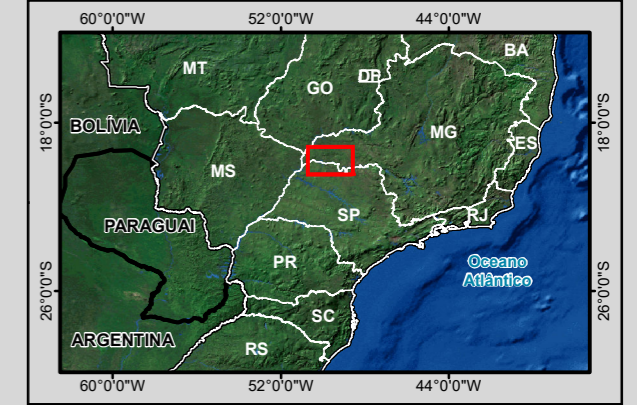 60°0'0"W 52°0'0"W 44°0'0"W
BA
MT
DF
GO
18°0'0"S 18°0'0"S
BOLÍVIA
MG
ES
MS
SP
RJ
PARAGUAI
PR
Oceano
Atlântico
26°0'0"S 26°0'0"S
SC
ARGENTINA
RS
60°0'0"W 52°0'0"W 44°0'0"W